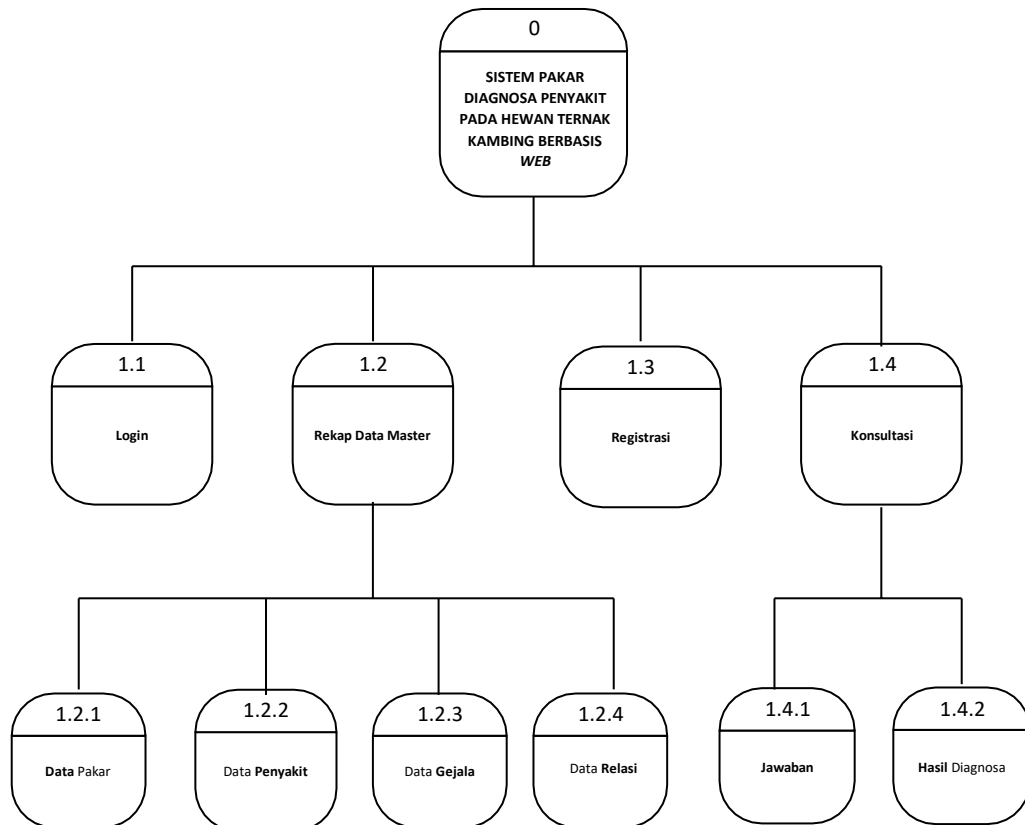 0
SISTEM PAKAR
DIAGNOSA PENYAKIT
PADA HEWAN TERNAK
KAMBING BERBASIS
WEB
1.1
Login
1.2
Rekap Data Master
1.3
Registrasi
1.4
Konsultasi
1.2.1
Data Pakar
1.2.2
Data Penyakit
1.2.3
Data Gejala
1.2.4
Data Relasi
1.4.1
Jawaban
1.4.2
Hasil Diagnosa